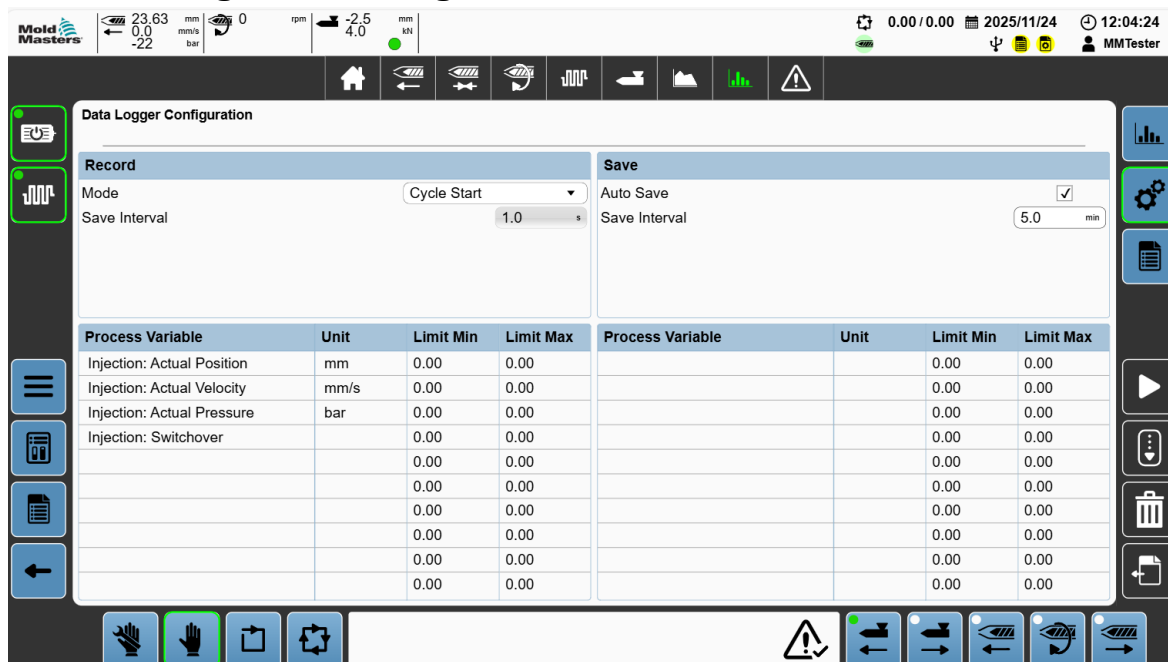 Mold
Masters
23.63 mm
0.0 mm/s
-22 bar
0 rpm
-2.5 mm
4.0 kN
0.00 / 0.00 2025/11/24 12:04:24
MMTester
Data Logger Configuration
Record
Mode Cycle Start
Save Interval 1.0 s
Save
Auto Save
Save Interval 5.0 min
Process Variable Unit Limit Min Limit Max
Injection: Actual Position mm 0.00 0.00
Injection: Actual Velocity mm/s 0.00 0.00
Injection: Actual Pressure bar 0.00 0.00
Injection: Switchover 0.00 0.00
0.00 0.00
0.00 0.00
0.00 0.00
0.00 0.00
0.00 0.00
0.00 0.00
Process Variable Unit Limit Min Limit Max
0.00 0.00
0.00 0.00
0.00 0.00
0.00 0.00
0.00 0.00
0.00 0.00
0.00 0.00
0.00 0.00
0.00 0.00
0.00 0.00